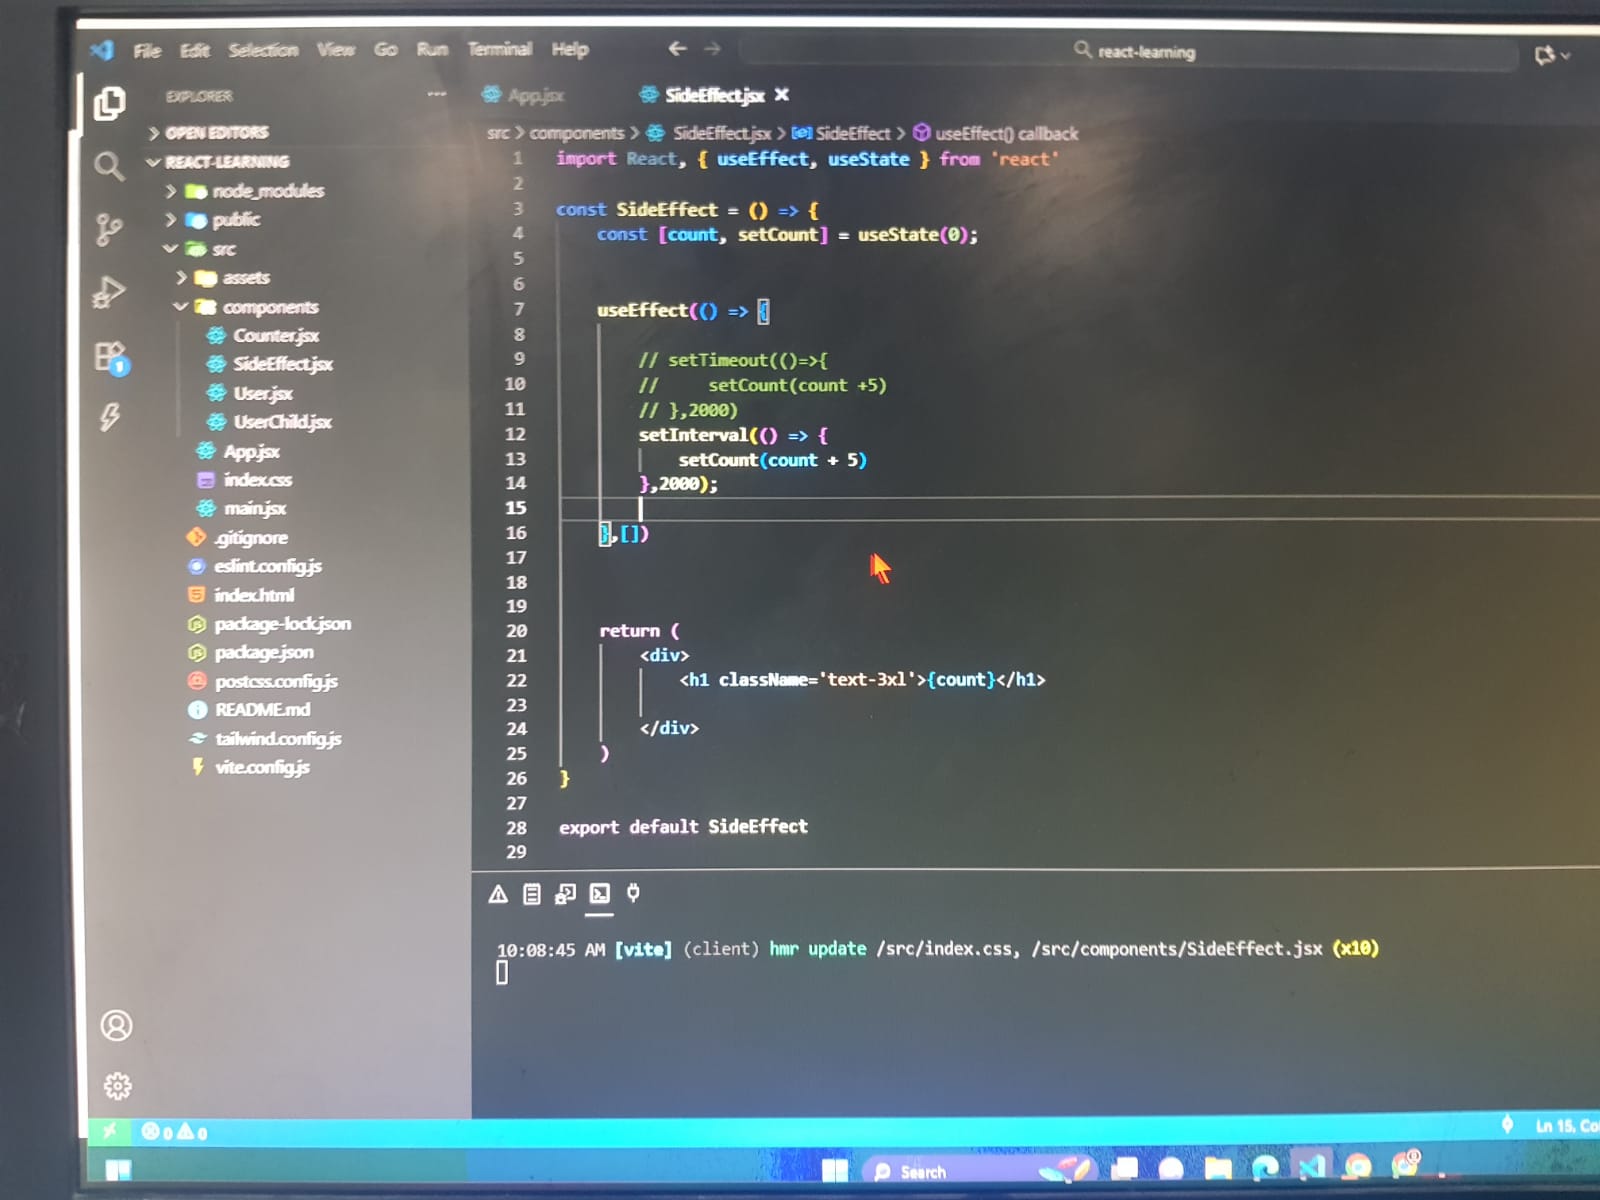 File Edit Selection View Go Run Terminal Help
react-learning
EXPLORER
OPEN EDITORS
REACT-LEARNING
node_modules
public
src
assets
components
Counter.jsx
SideEffect.jsx
User.jsx
UserChild.jsx
App.jsx
index.css
main.jsx
.gitignore
eslint.config.js
index.html
package-lock.json
package.json
postcss.config.js
README.md
tailwind.config.js
vite.config.js
App.jsx SideEffect.jsx
src > components > SideEffect.jsx > SideEffect > useEffect() callback
1 import React, { useEffect, useState } from 'react'
2
3 const SideEffect = () => {
4 const [count, setCount] = useState(0);
5
6
7 useEffect(() => {
8
9 // setTimeout(()=>{
10 // setCount(count +5)
11 // },2000)
12 setInterval(() => {
13 setCount(count + 5)
14 },2000);
15
16 },[])
17
18
19
20 return (
21 <div>
22 <h1 className='text-3xl'>{count}</h1>
23
24 </div>
25 )
26 }
27
28 export default SideEffect
29
10:08:45 AM [vite] (client) hmr update /src/index.css, /src/components/SideEffect.jsx (x10)
0 0
Ln 15, Co
Search